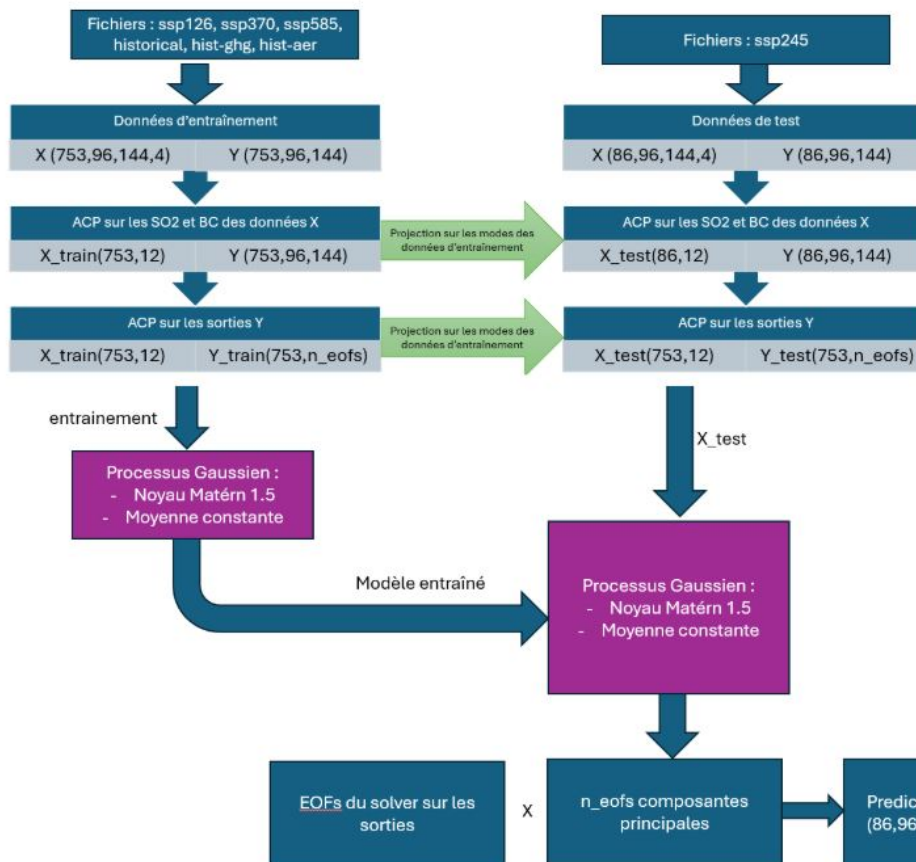 Fichiers : ssp126, ssp370, ssp585,
historical, hist-ghg, hist-aer
Fichiers : ssp245
Données d'entraînement
X (753,96,144,4)
Y (753,96,144)
Données de test
X (86,96,144,4)
Y (86,96,144)
ACP sur les SO2 et BC des données X
X_train(753,12)
Y (753,96,144)
Projection sur les modes des
données d'entraînement
ACP sur les SO2 et BC des données X
X_test(86,12)
Y (86,96,144)
ACP sur les sorties Y
X_train(753,12)
Y_train(753,n_eofs)
Projection sur les modes des
données d'entraînement
ACP sur les sorties Y
X_test(753,12)
Y_test(753,n_eofs)
entrainement
X_test
Processus Gaussien :
- Noyau Matérn 1.5
- Moyenne constante
Modèle entraîné
Processus Gaussien :
- Noyau Matérn 1.5
- Moyenne constante
EOFs du solver sur les
sorties
X
n_eofs composantes
principales
Predic
(86,96